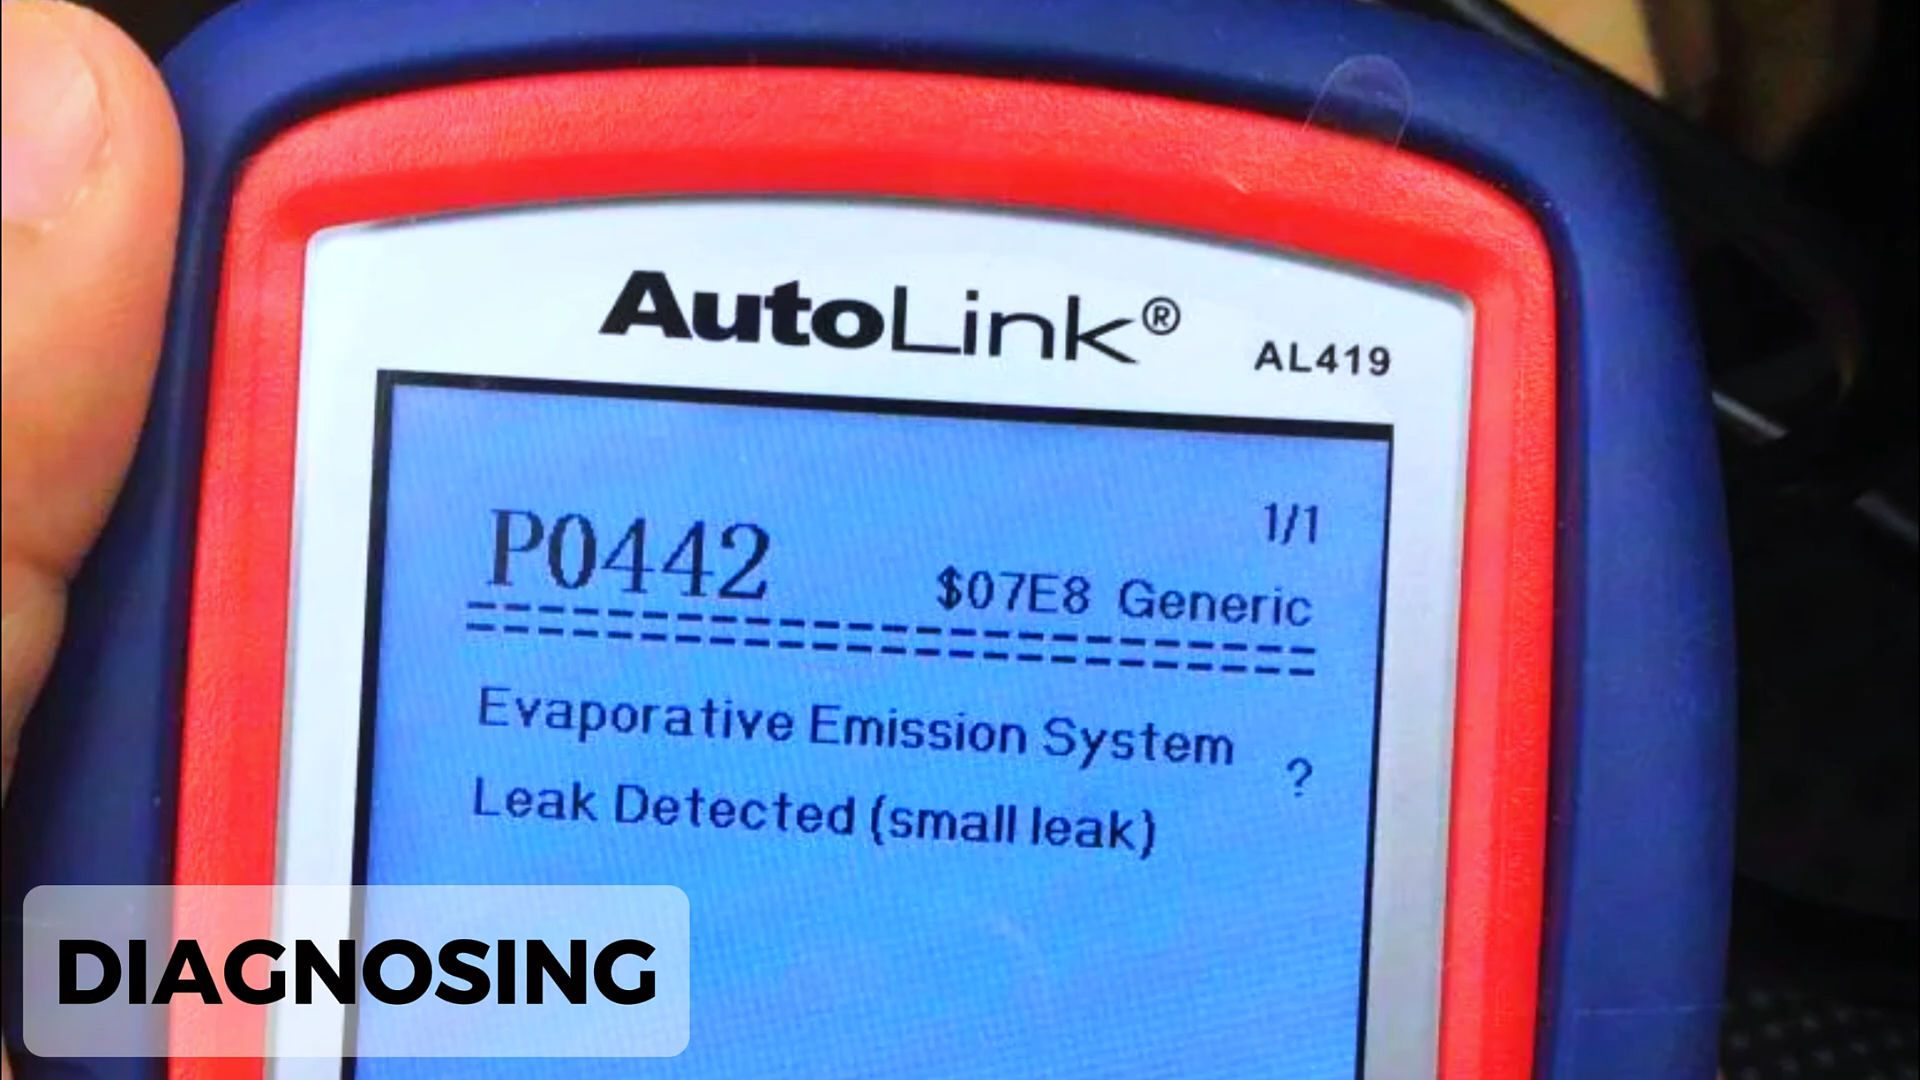 AutoLink®
AL419
1/1
P0442
$07E8 Generic
Evaporative Emission System
?
Leak Detected (small leak)
DIAGNOSING